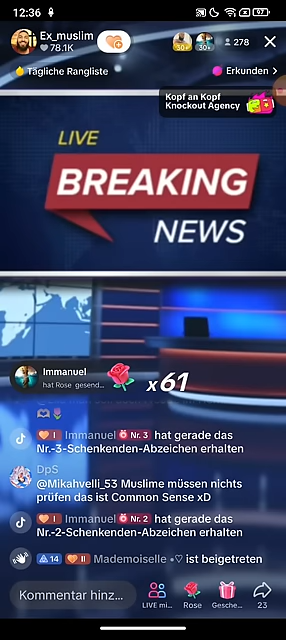 12:36
97
Ex_muslim
78.1K
30+
30+
278
Tägliche Rangliste
Erkunden >
Kopf an Kopf
Knockout Agency
LIVE
BREAKING
NEWS
Immanuel
hat Rose gesend...
x61
I Immanuel Nr. 3 hat gerade das
Nr.-3-Schenkenden-Abzeichen erhalten
DpS
@Mikahvelli_53 Muslime müssen nichts
prüfen das ist Common Sense xD
I Immanuel Nr. 2 hat gerade das
Nr.-2-Schenkenden-Abzeichen erhalten
14 II Mademoiselle •♡ ist beigetreten
Kommentar hinz...
LIVE mi...
Rose
Gesche...
23